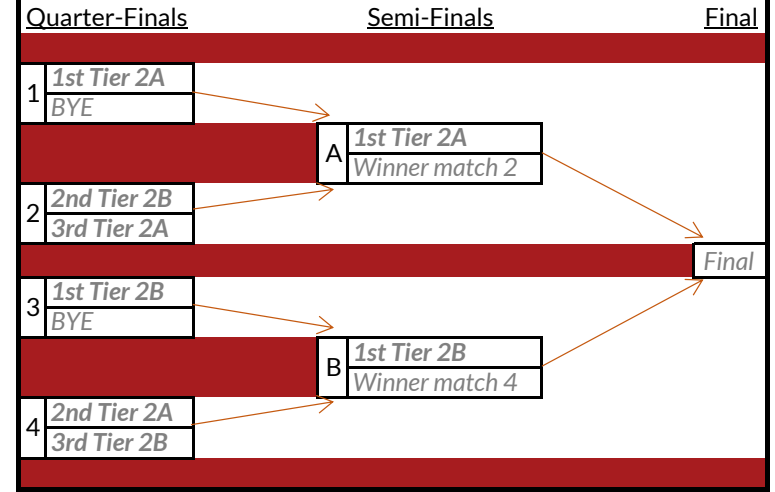 Quarter-Finals Semi-Finals Final
1 1st Tier 2A
BYE
A 1st Tier 2A
Winner match 2
2 2nd Tier 2B
3rd Tier 2A
Final
3 1st Tier 2B
BYE
B 1st Tier 2B
Winner match 4
4 2nd Tier 2A
3rd Tier 2B